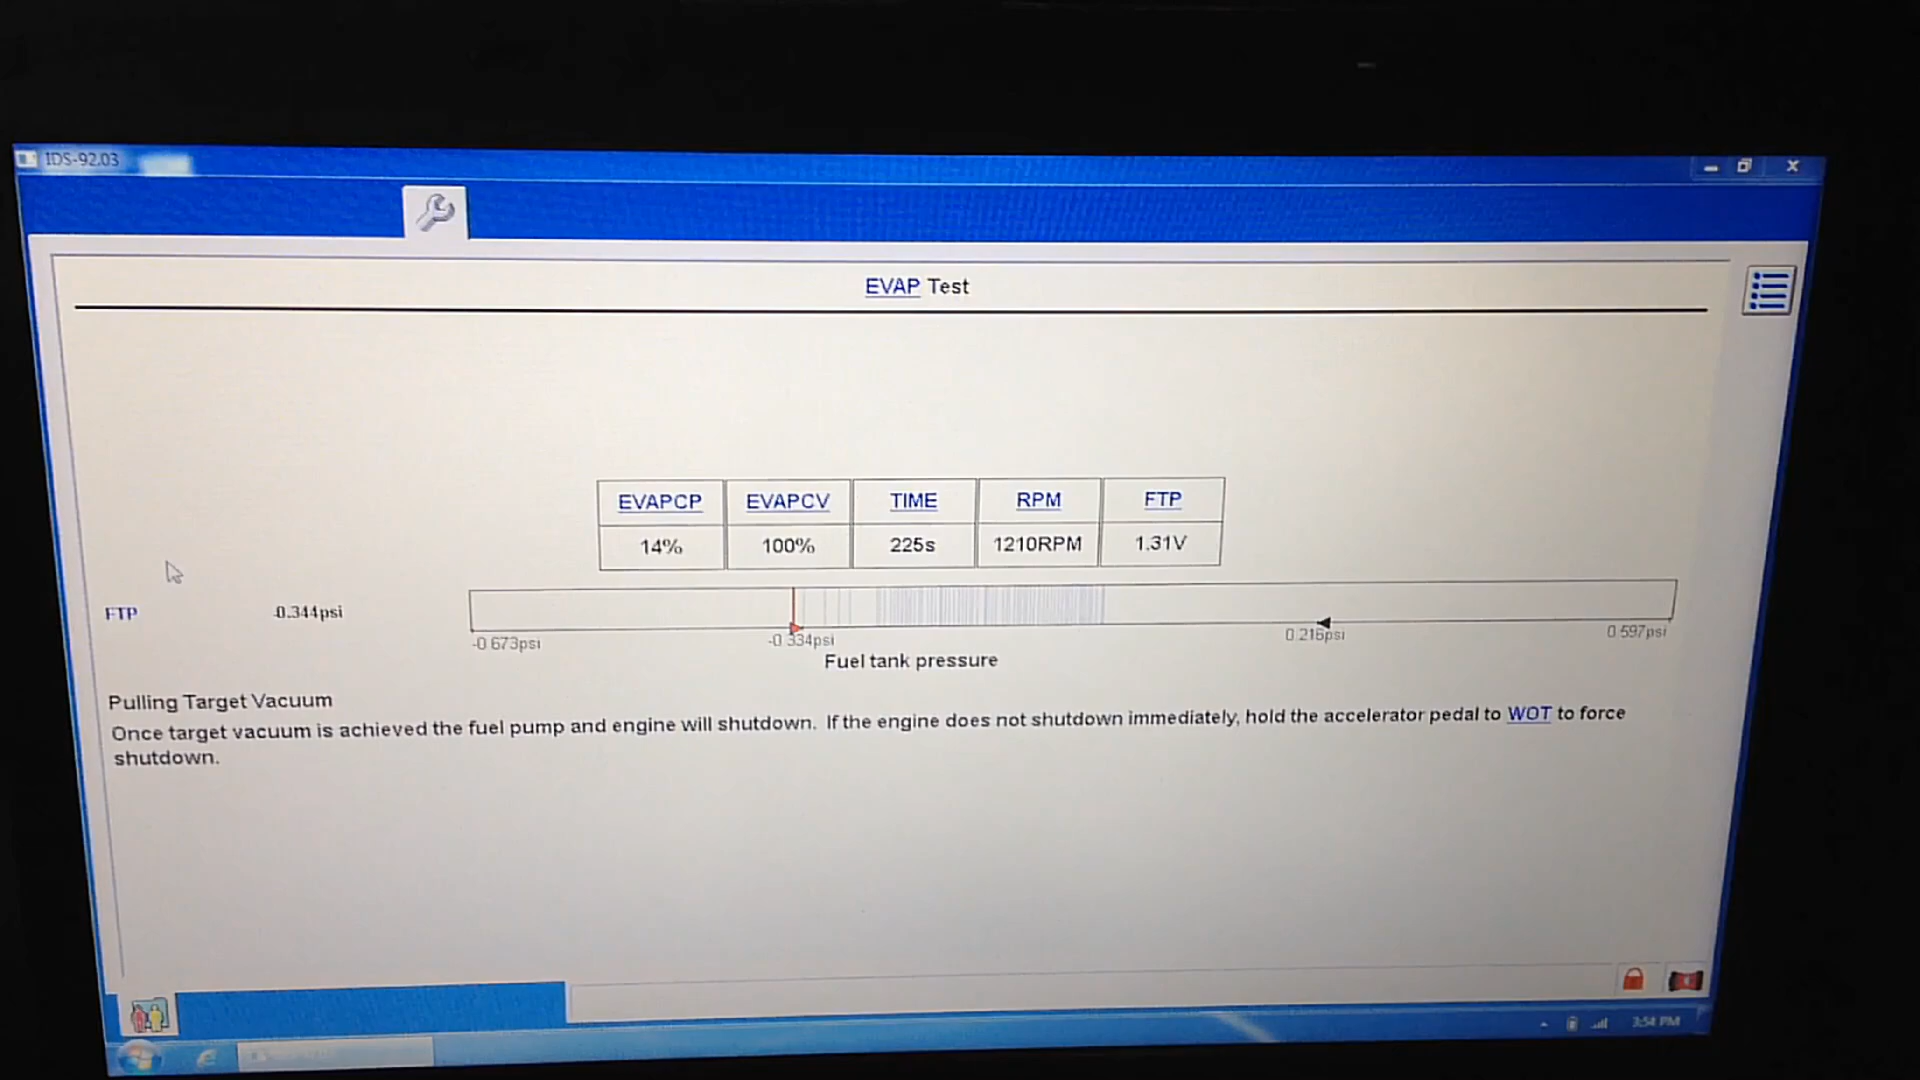 IDS-92.03
EVAP Test
EVAPCP EVAPCV TIME RPM FTP
14% 100% 225s 1210RPM 1.31V
FTP -0.344psi
-0.673psi -0.334psi 0.216psi 0.597psi
Fuel tank pressure
Pulling Target Vacuum
Once target vacuum is achieved the fuel pump and engine will shutdown. If the engine does not shutdown immediately, hold the accelerator pedal to WOT to force
shutdown.
3:54 PM